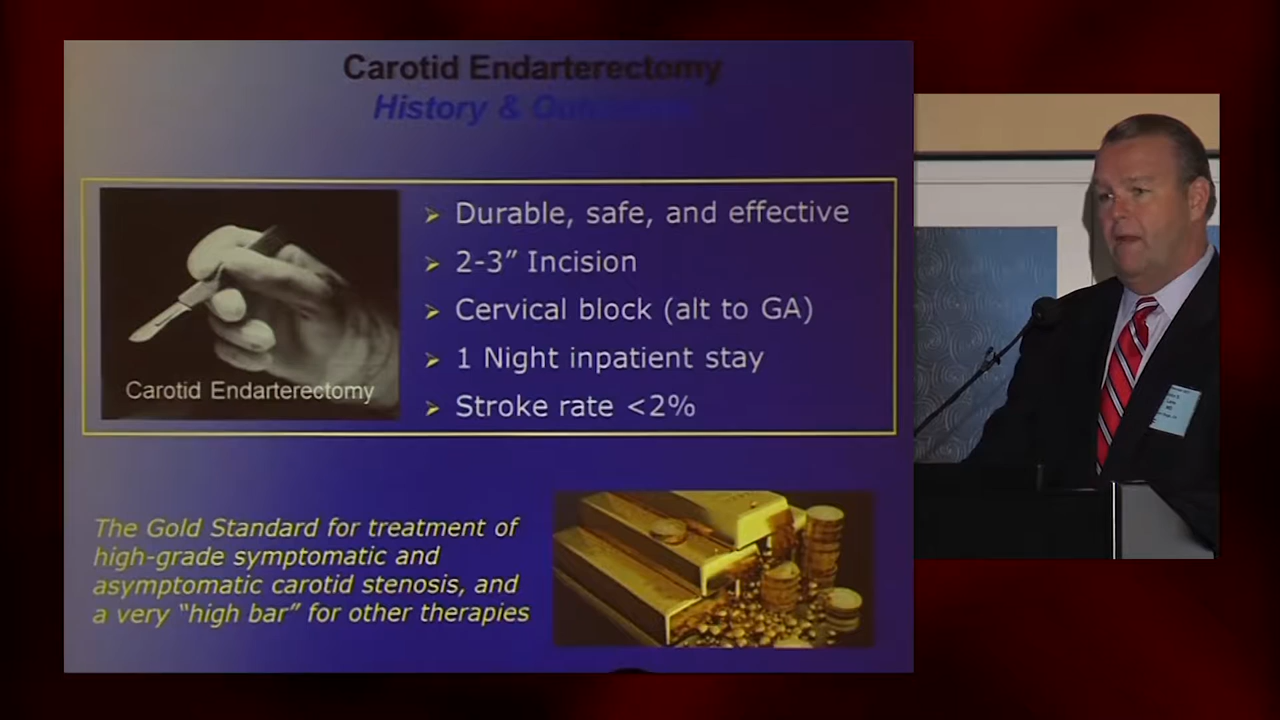 Carotid Endarterectomy
History &
➢ Durable, safe, and effective
➢ 2-3” Incision
➢ Cervical block (alt to GA)
➢ 1 Night inpatient stay
➢ Stroke rate <2%
Carotid Endarterectomy
The Gold Standard for treatment of
high-grade symptomatic and
asymptomatic carotid stenosis, and
a very “high bar” for other therapies